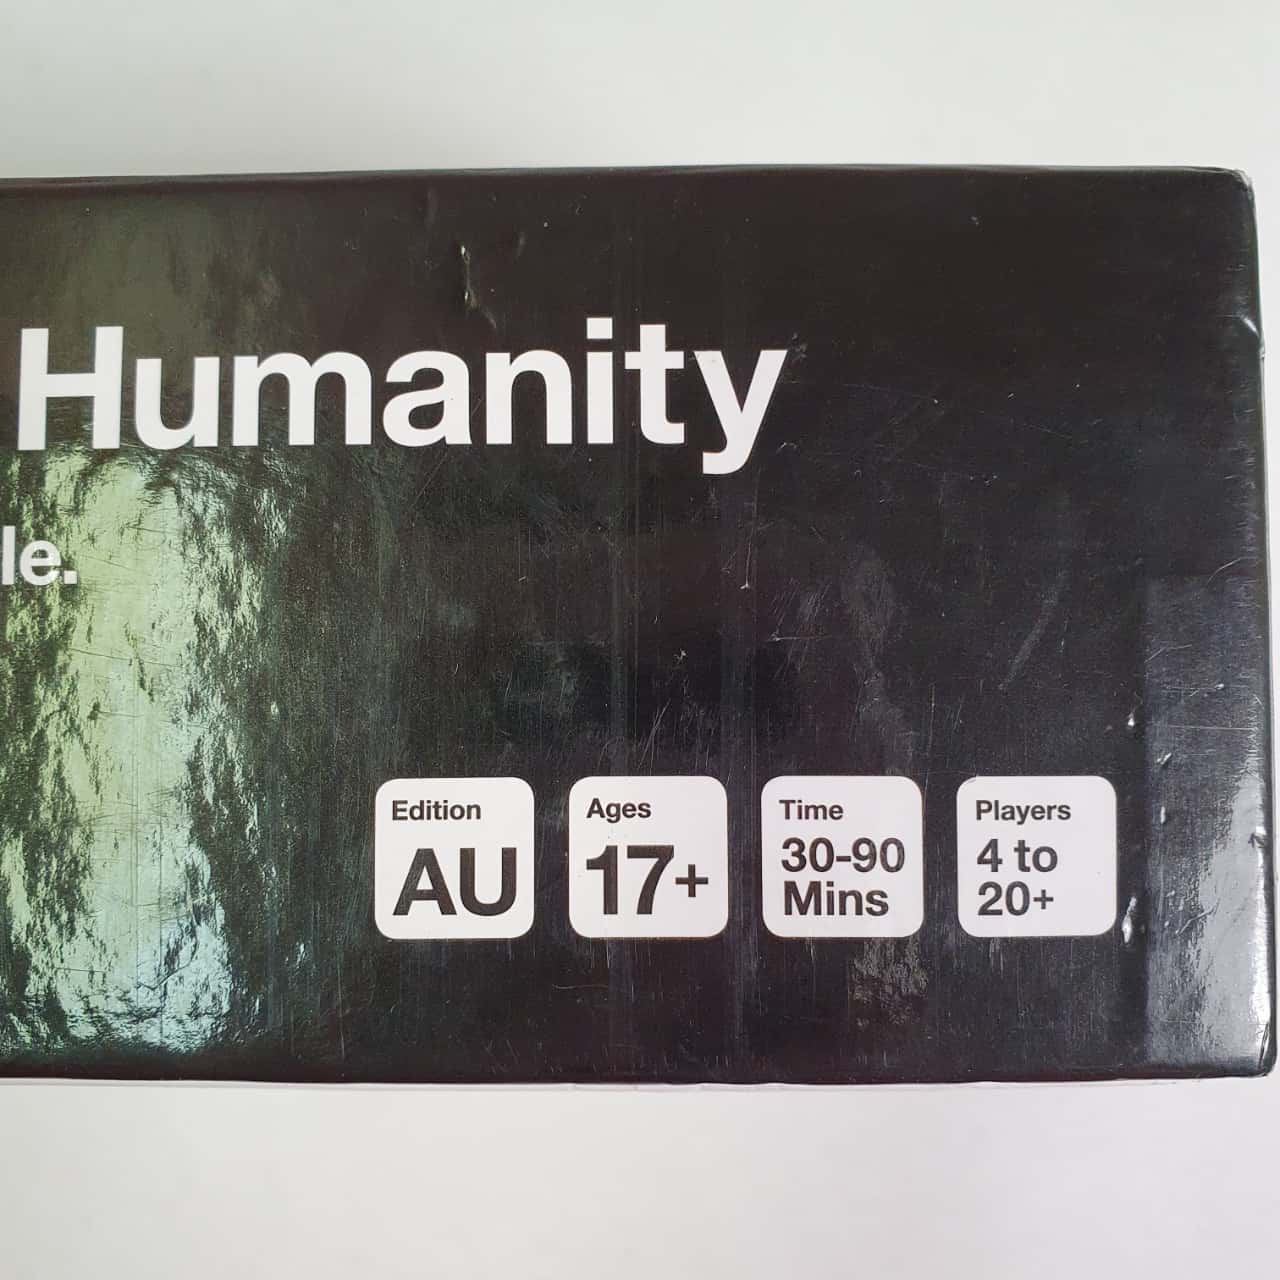 Humanity
le.
Edition
AU
Ages
17+
Time
30-90
Mins
Players
4 to
20+